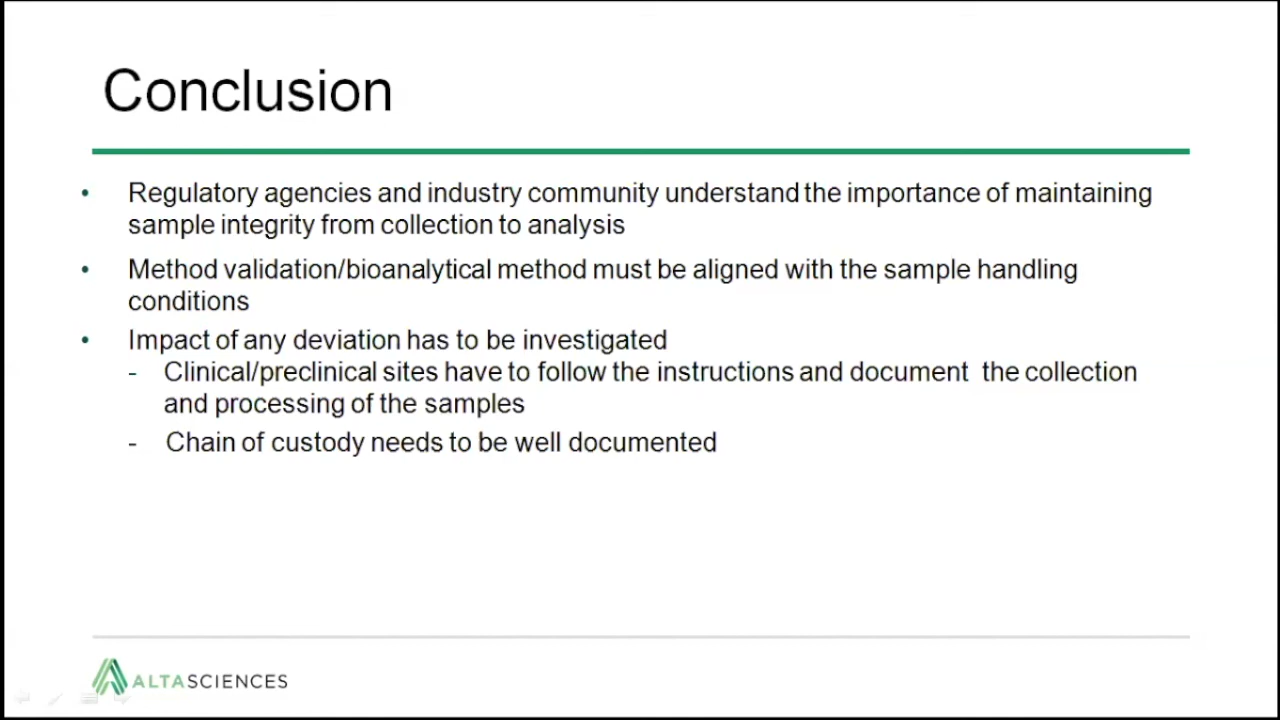 Conclusion
• Regulatory agencies and industry community understand the importance of maintaining
sample integrity from collection to analysis
• Method validation/bioanalytical method must be aligned with the sample handling
conditions
• Impact of any deviation has to be investigated
- Clinical/preclinical sites have to follow the instructions and document the collection
and processing of the samples
- Chain of custody needs to be well documented
ALTASCIENCES